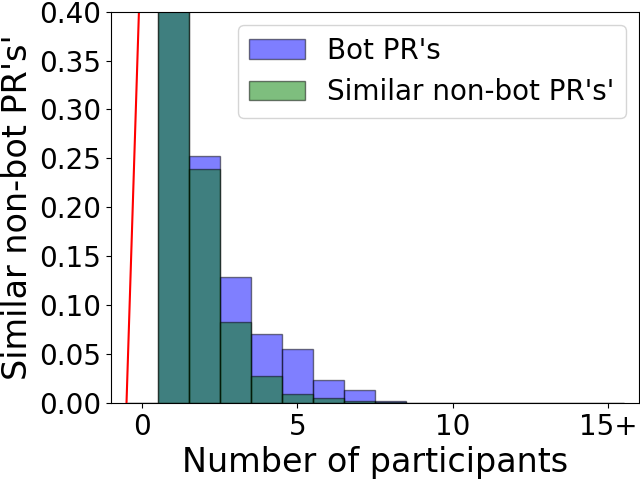 0.40
0.35
0.30
0.25
0.20
0.15
0.10
0.05
0.00
Similar non-bot PR's'
Bot PR's
Similar non-bot PR's'
0 5 10 15+
Number of participants